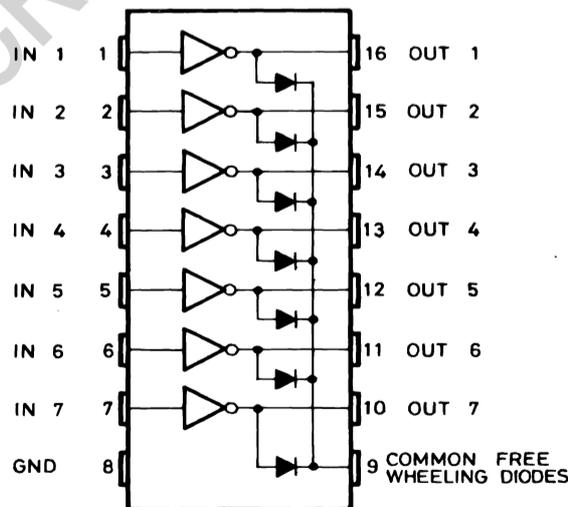 IN 1 1 16 OUT 1
IN 2 2 15 OUT 2
IN 3 3 14 OUT 3
IN 4 4 13 OUT 4
IN 5 5 12 OUT 5
IN 6 6 11 OUT 6
IN 7 7 10 OUT 7
GND 8 9 COMMON FREE
WHEELING DIODES